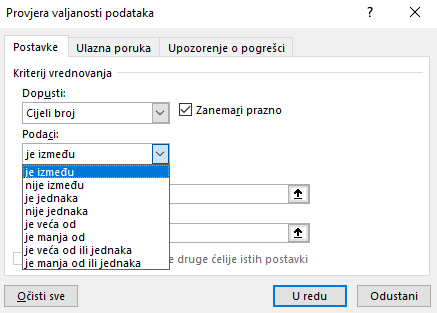 Provjera valjanosti podataka ? ×
Postavke Ulazna poruka Upozorenje o pogrešci
Kriterij vrednovanja
Dopusti:
Cijeli broj Zanemari prazno
Podaci:
je između
je između
nije između
je jednaka
nije jednaka
je veća od
je manja od
je veća od ili jednaka
je manja od ili jednaka
druge ćelije istih postavki
Očisti sve U redu Odustani